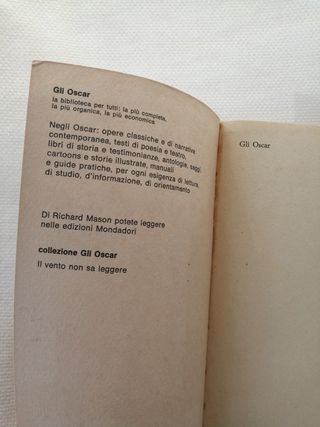 Gli Oscar
la biblioteca per tutti: la più completa,
la più organica, la più economica
Negli Oscar: opere classiche e di narrativa
contemporanea, testi di poesia e teatro,
libri di storia e testimonianze, antologie, saggi,
cartoons e storie illustrate, manuali
e guide pratiche, per ogni esigenza di lettura,
di studio, d'informazione, di orientamento
Di Richard Mason potete leggere
nelle edizioni Mondadori
collezione Gli Oscar
Il vento non sa leggere
Gli Oscar